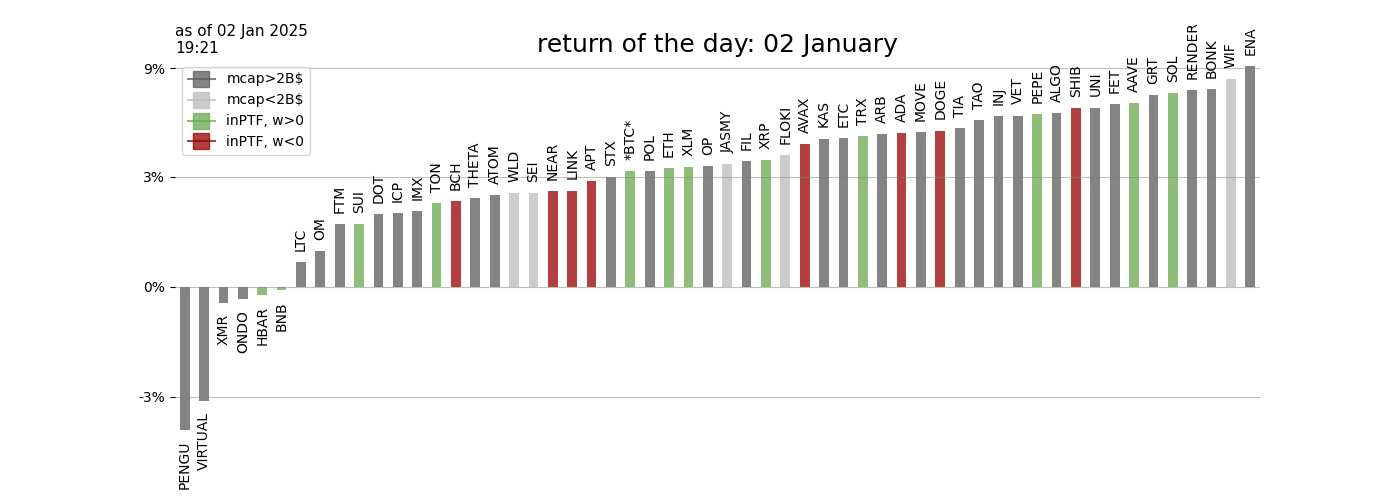 as of 02 Jan 2025
19:21
return of the day: 02 January
mcap>2B$
mcap<2B$
inPTF, w>0
inPTF, w<0
9%
3%
0%
-3%
PENGU
VIRTUAL
XMR
ONDO
HBAR
BNB
LTC
OM
FTM
SUI
DOT
ICP
IMX
TON
BCH
THETA
ATOM
WLD
SEI
NEAR
LINK
APT
STX
*BTC*
POL
ETH
XLM
OP
JASMY
FIL
XRP
FLOKI
AVAX
KAS
ETC
TRX
ARB
ADA
MOVE
DOGE
TIA
TAO
INJ
VET
PEPE
ALGO
SHIB
UNI
FET
AAVE
GRT
SOL
RENDER
BONK
WIF
ENA